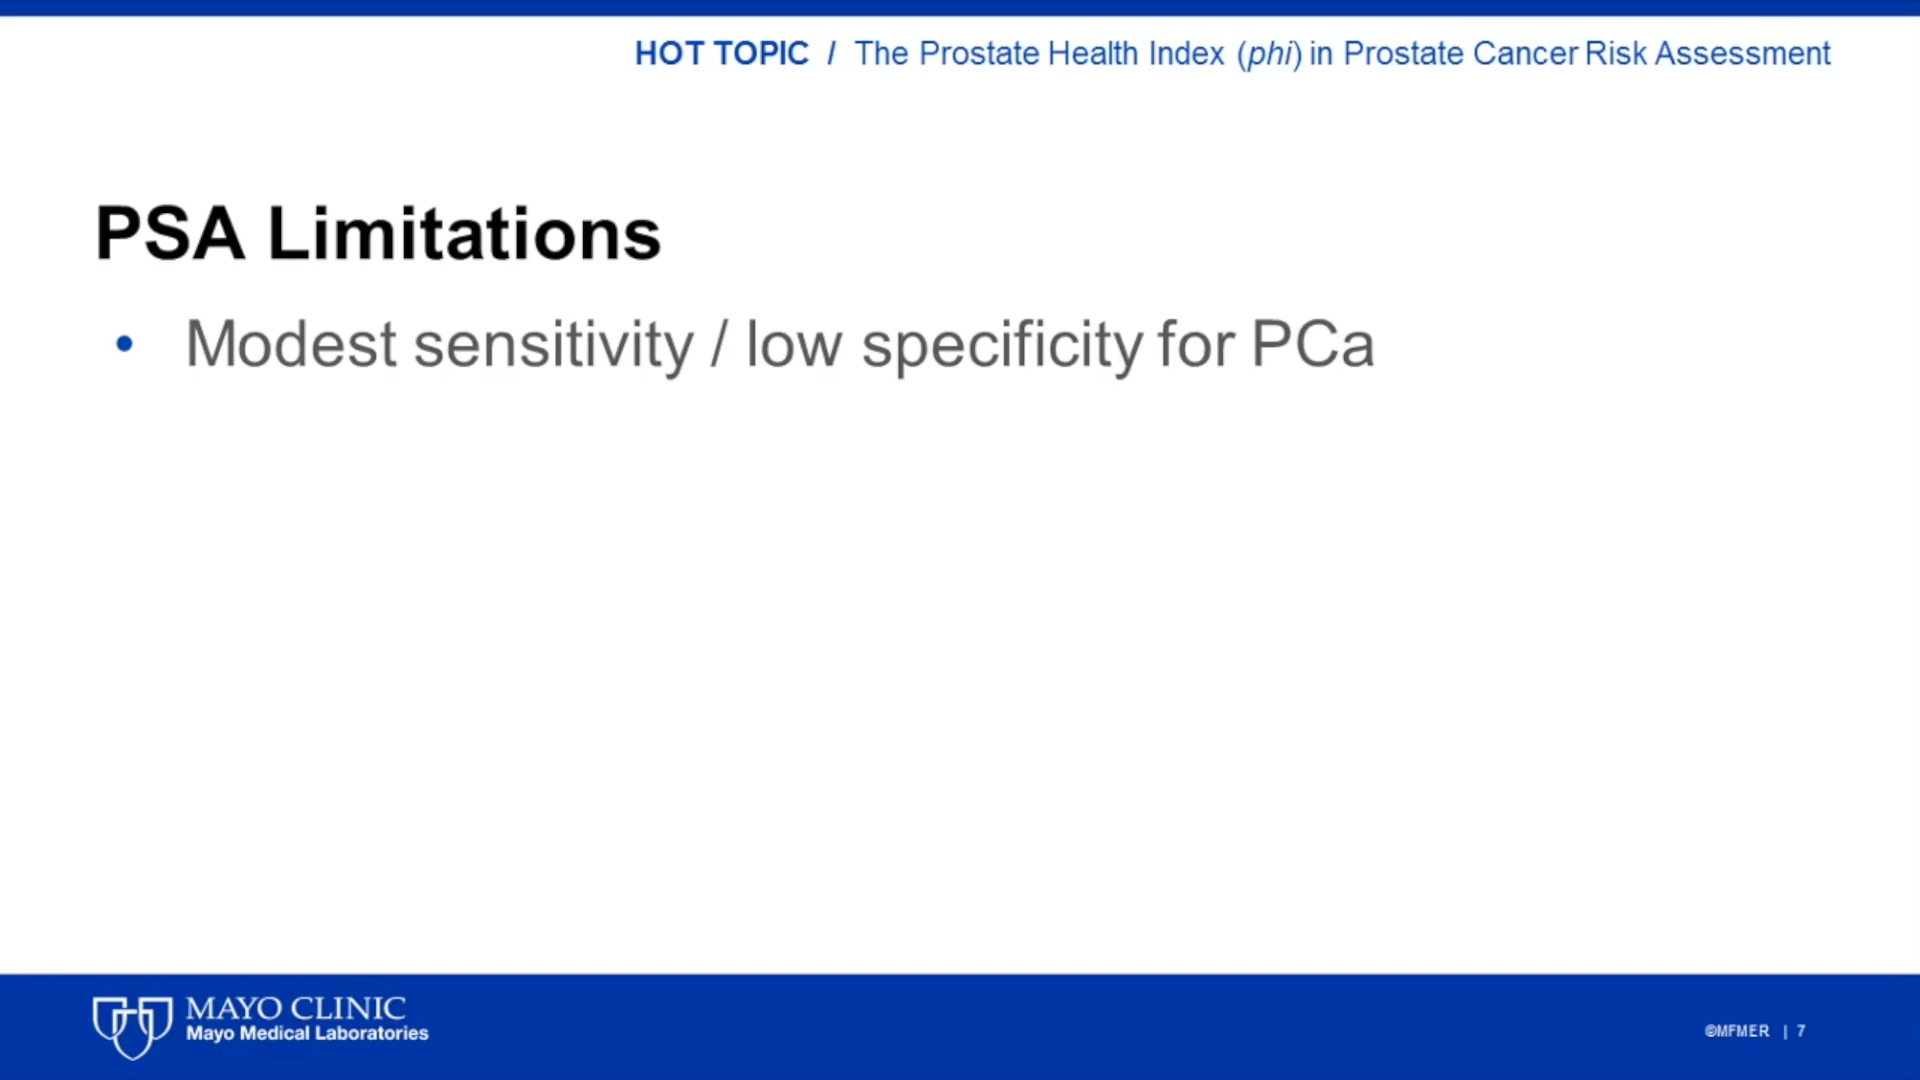 HOT TOPIC / The Prostate Health Index (phi) in Prostate Cancer Risk Assessment
PSA Limitations
• Modest sensitivity / low specificity for PCa
MAYO CLINIC
Mayo Medical Laboratories
©MFMER | 7